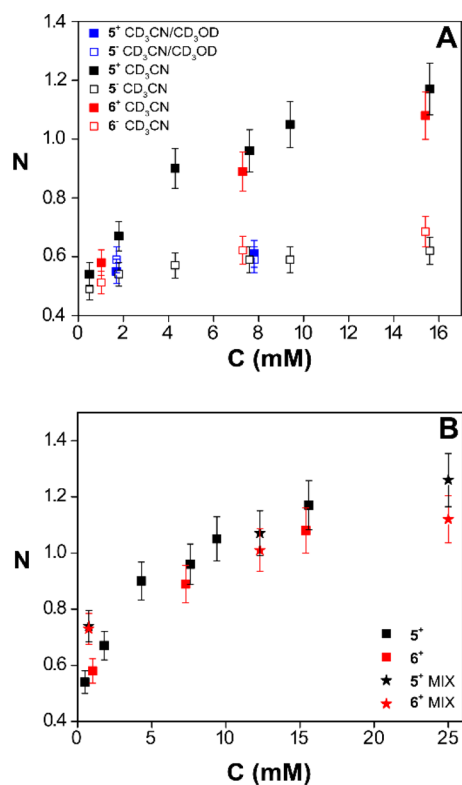 A
5⁺ CD₃CN/CD₃OD
5⁻ CD₃CN/CD₃OD
5⁺ CD₃CN
5⁻ CD₃CN
6⁺ CD₃CN
6⁻ CD₃CN
N
1.4
1.2
1.0
0.8
0.6
0.4
0 2 4 6 8 10 12 14 16
C (mM)
B
N
1.4
1.2
1.0
0.8
0.6
0.4
5⁺
6⁺
5⁺ MIX
6⁺ MIX
0 5 10 15 20 25
C (mM)